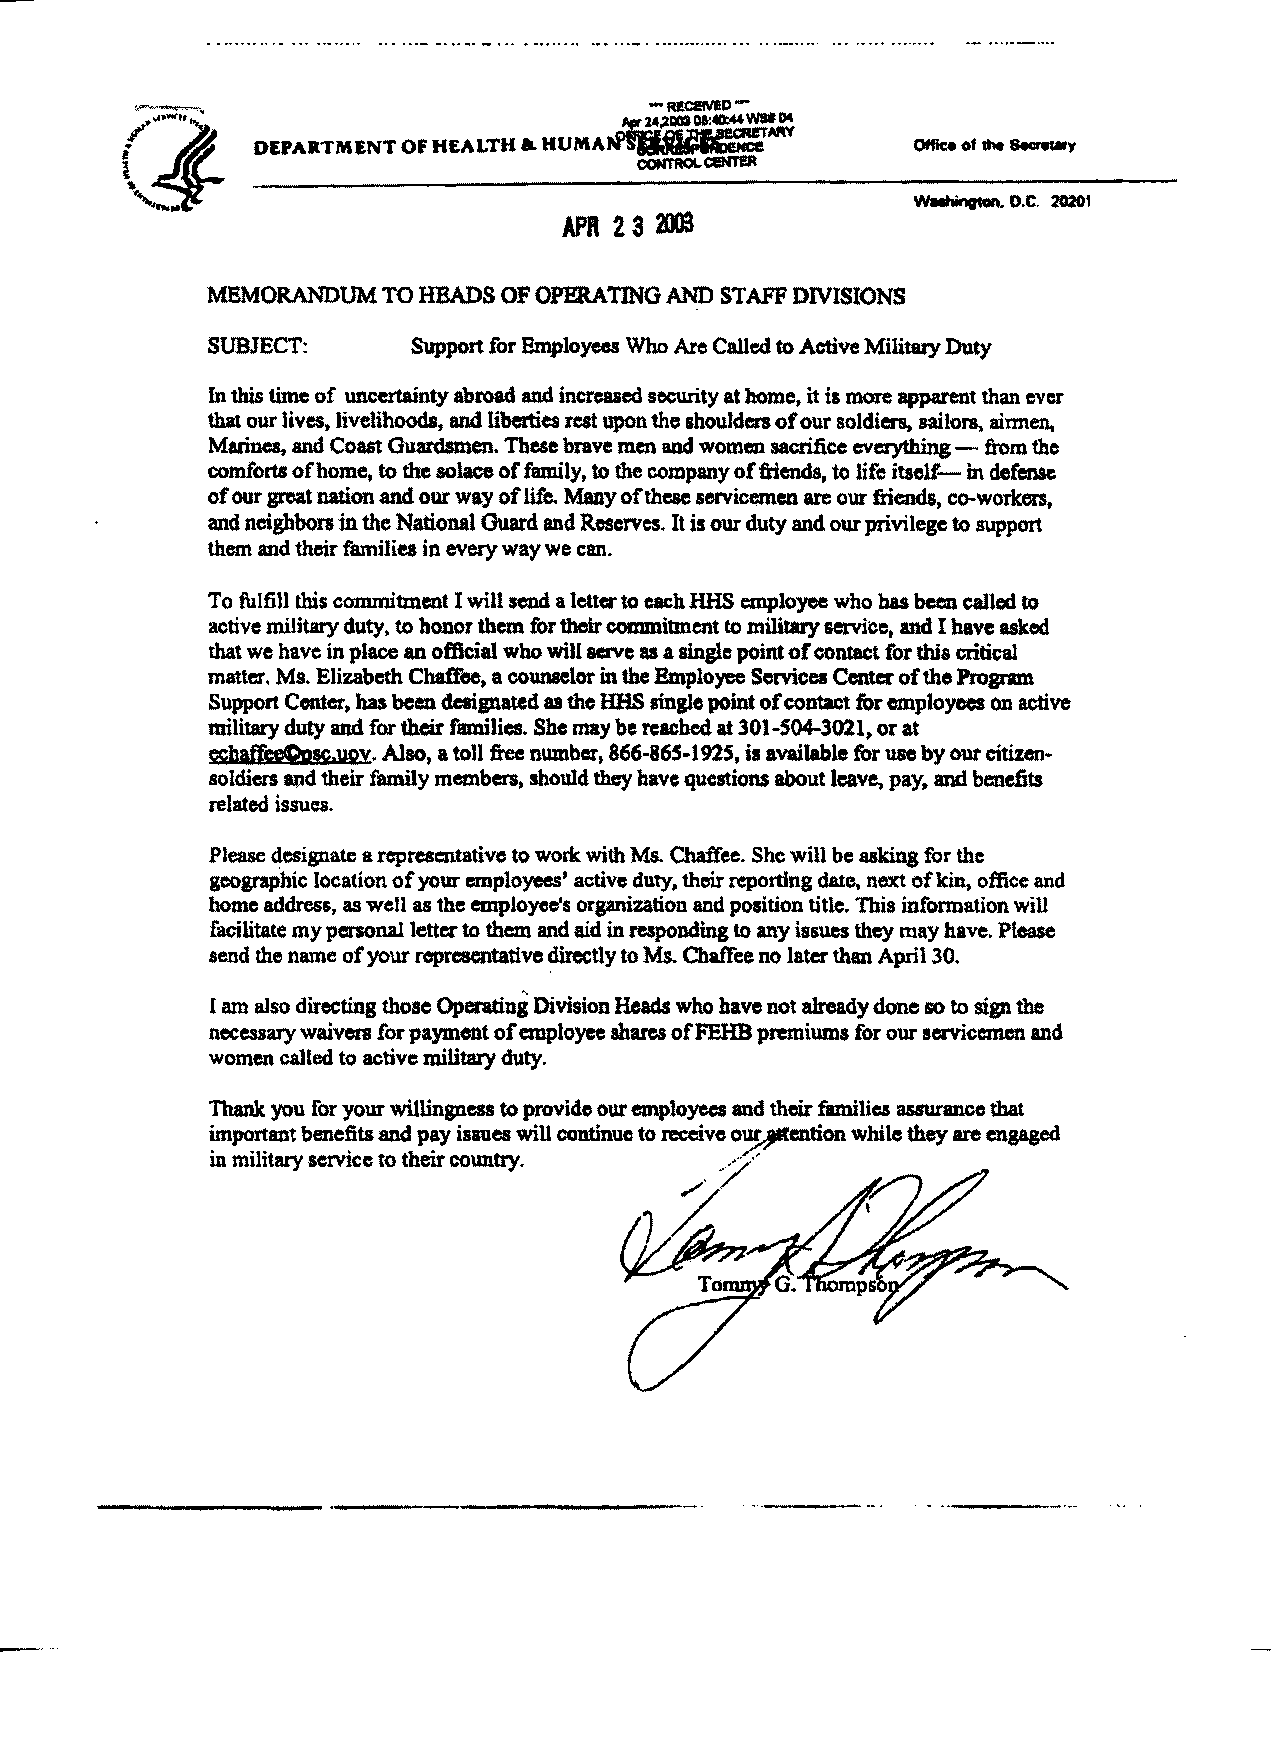 --- RECEIVED ---
Apr 24,2003 08:40:44 WS# 04
OFFICE OF THE SECRETARY
CORRESPONDENCE
CONTROL CENTER
DEPARTMENT OF HEALTH & HUMAN
Office of the Secretary
Washington, D.C. 20201
APR 23 2003
MEMORANDUM TO HEADS OF OPERATING AND STAFF DIVISIONS
SUBJECT: Support for Employees Who Are Called to Active Military Duty
In this time of uncertainty abroad and increased security at home, it is more apparent than ever
that our lives, livelihoods, and liberties rest upon the shoulders of our soldiers, sailors, airmen,
Marines, and Coast Guardsmen. These brave men and women sacrifice everything — from the
comforts of home, to the solace of family, to the company of friends, to life itself— in defense
of our great nation and our way of life. Many of these servicemen are our friends, co-workers,
and neighbors in the National Guard and Reserves. It is our duty and our privilege to support
them and their families in every way we can.
To fulfill this commitment I will send a letter to each HHS employee who has been called to
active military duty, to honor them for their commitment to military service, and I have asked
that we have in place an official who will serve as a single point of contact for this critical
matter. Ms. Elizabeth Chaffee, a counselor in the Employee Services Center of the Program
Support Center, has been designated as the HHS single point of contact for employees on active
military duty and for their families. She may be reached at 301-504-3021, or at
echaffee@psc.gov. Also, a toll free number, 866-865-1925, is available for use by our citizen-
soldiers and their family members, should they have questions about leave, pay, and benefits
related issues.
Please designate a representative to work with Ms. Chaffee. She will be asking for the
geographic location of your employees' active duty, their reporting date, next of kin, office and
home address, as well as the employee's organization and position title. This information will
facilitate my personal letter to them and aid in responding to any issues they may have. Please
send the name of your representative directly to Ms. Chaffee no later than April 30.
I am also directing those Operating Division Heads who have not already done so to sign the
necessary waivers for payment of employee shares of FEHB premiums for our servicemen and
women called to active military duty.
Thank you for your willingness to provide our employees and their families assurance that
important benefits and pay issues will continue to receive our attention while they are engaged
in military service to their country.
Tommy G. Thompson
Tommy G. Thompson